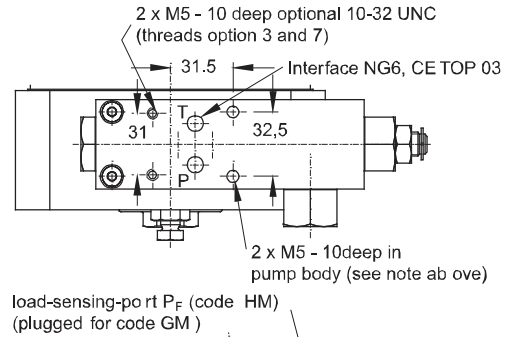 2 x M5 - 10 deep optional 10-32 UNC
(threads option 3 and 7)
31.5
Interface NG6, CE TOP 03
T
31
32,5
P
2 x M5 - 10deep in
pump body (see note ab ove)
load-sensing-po rt PF (code HM)
(plugged for code GM )